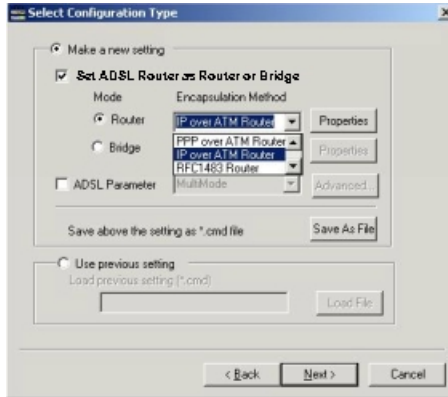 Select Configuration Type
Make a new setting
Set ADSL Router as Router or Bridge
Mode Encapsulation Method
Router IP over ATM Router Properties
PPP over ATM Router
Bridge IP over ATM Router Properties
RFC1483 Router
ADSL Parameter MultiMode Advanced...
Save above the setting as *.cmd file Save As File
Use previous setting
Load previous setting (*.cmd)
Load File
< Back Next > Cancel